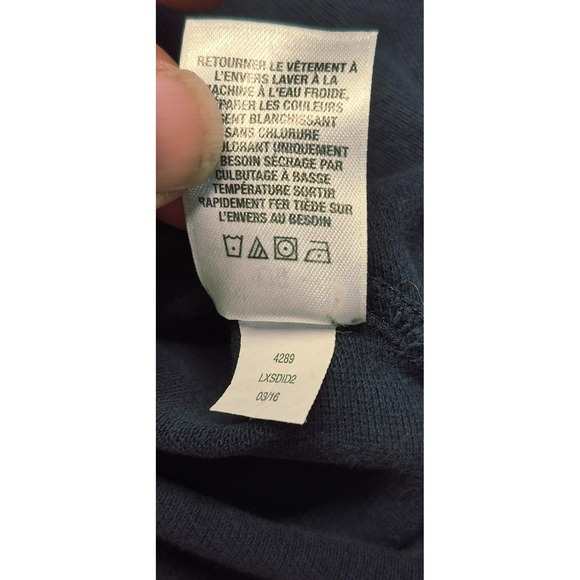 RETOURNER LE VÊTEMENT À
L'ENVERS LAVER À LA
MACHINE À L'EAU FROIDE,
LES COULEURS
BLANCHISSANT
SANS CHLORURE
UNIQUEMENT
BESOIN SÉCHAGE PAR
CULBUTAGE À BASSE
TEMPÉRATURE SORTIR
RAPIDEMENT FER TIÈDE SUR
L'ENVERS AU BESOIN
4289
LXSDID2
03/16